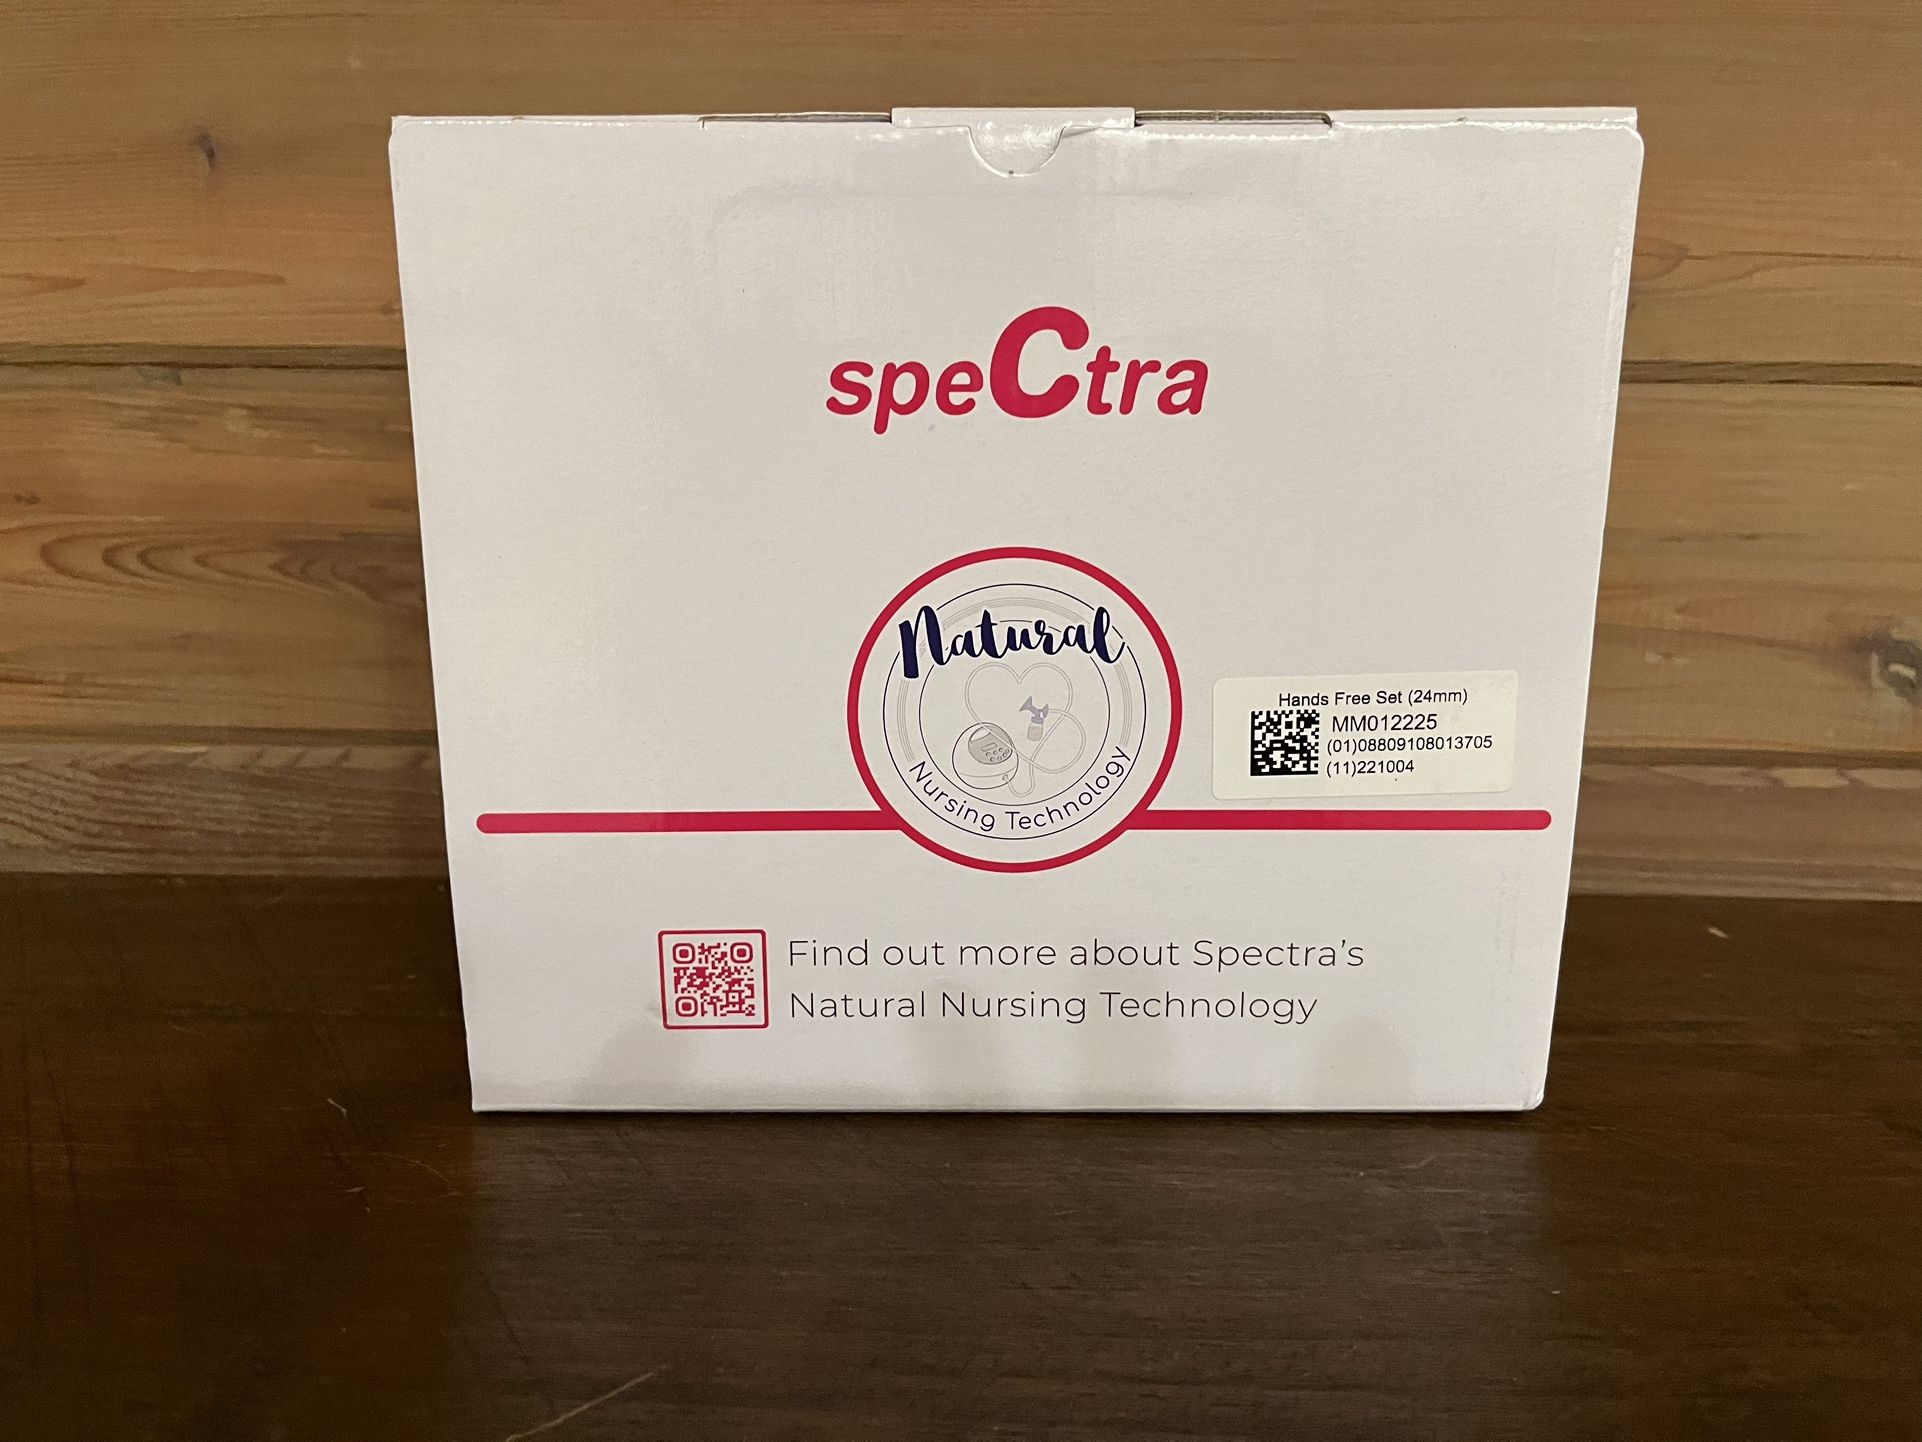 speCtra
Natural
Nursing Technology
Hands Free Set (24mm)
MM012225
(01)08809108013705
(11)221004
Find out more about Spectra's
Natural Nursing Technology